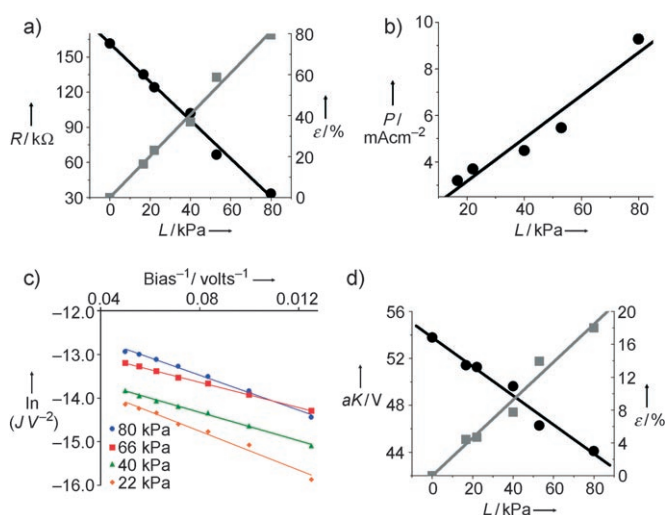 a)
150
120
90
60
30
R / kΩ
80
60
40
20
0
ε / %
0 20 40 60 80
L / kPa
b)
10
8
6
4
P / mAcm⁻²
20 40 60 80
L / kPa
c)
Bias⁻¹ / volts⁻¹
0.04 0.08 0.012
–12.0
–13.0
–14.0
–15.0
–16.0
ln (J V⁻²)
80 kPa
66 kPa
40 kPa
22 kPa
d)
56
52
48
44
aK / V
20
16
12
8
4
0
ε / %
0 20 40 60 80
L / kPa